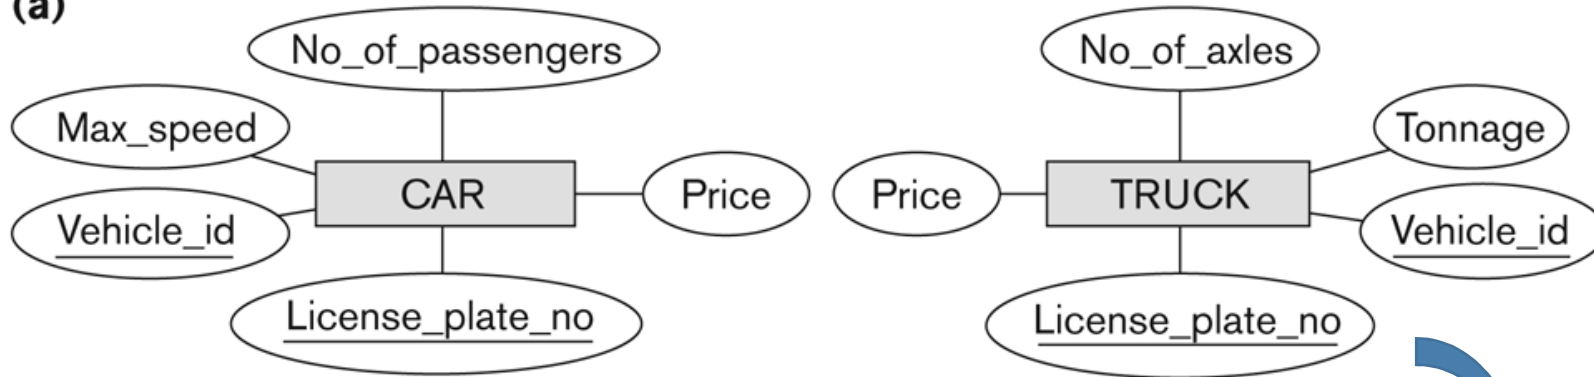 (a)
No_of_passengers
No_of_axles
Max_speed
Tonnage
CAR
Price
Price
TRUCK
Vehicle_id
Vehicle_id
License_plate_no
License_plate_no